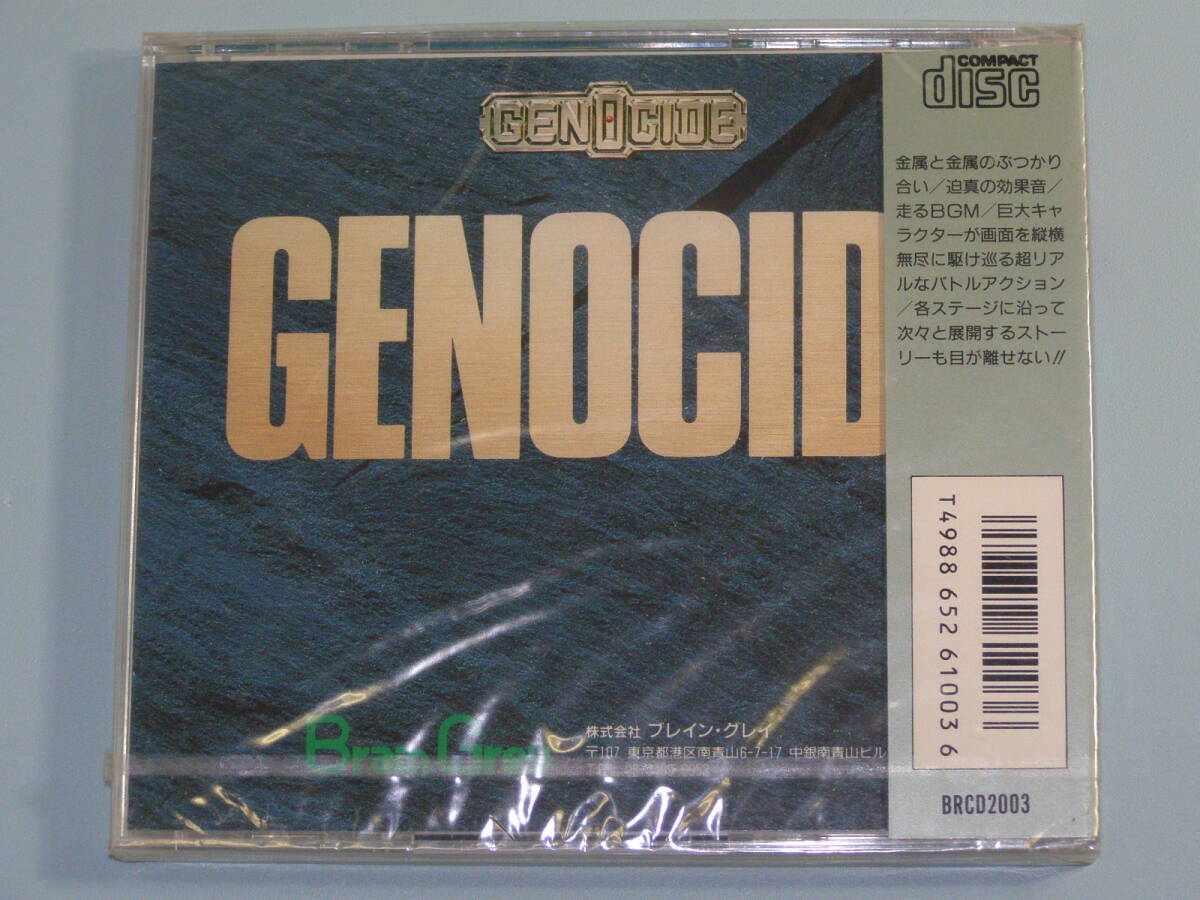 GENOCIDE
COMPACT
disc
GENOCID
金属と金属のぶつかり
合い/迫真の効果音/
走るBGM/巨大キャ
ラクターが画面を縦横
無尽に駆け巡る超リア
ルなバトルアクション
/各ステージに沿って
次々と展開するストー
リーも目が離せない!!
T4988 652 61003 6
BRCD2003
Brain Grey
株式会社 ブレイン・グレイ
〒107 東京都港区南青山6-7-17 中銀南青山ビル